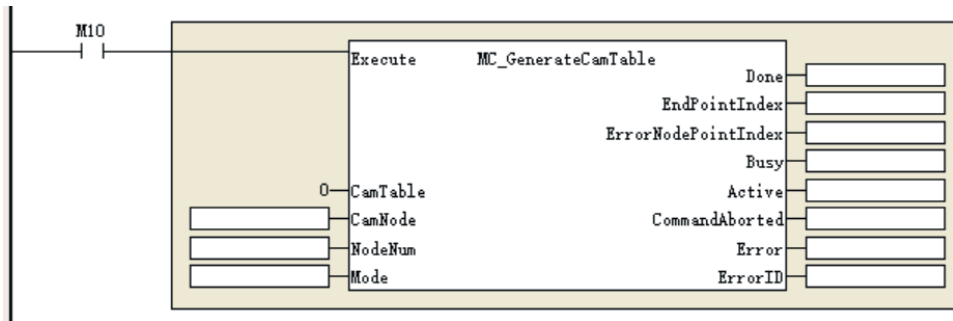 M10
Execute MC_GenerateCamTable
Done
EndPointIndex
ErrorNodePointIndex
Busy
0 CamTable Active
CamNode CommandAborted
NodeNum Error
Mode ErrorID